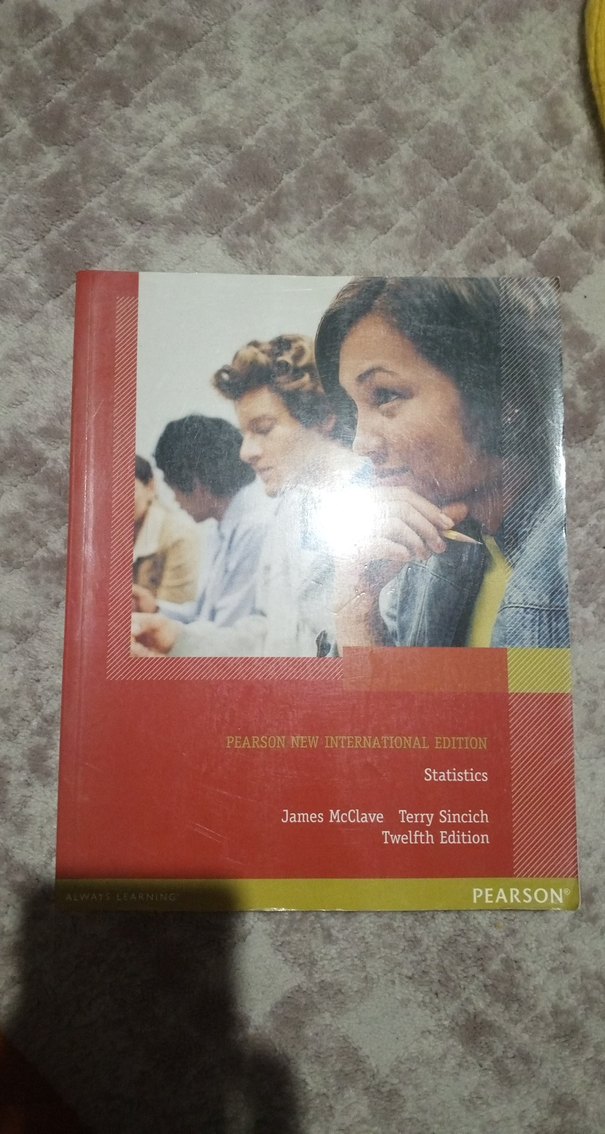 PEARSON NEW INTERNATIONAL EDITION
Statistics
James McClave Terry Sincich
Twelfth Edition
ALWAYS LEARNING
PEARSON®